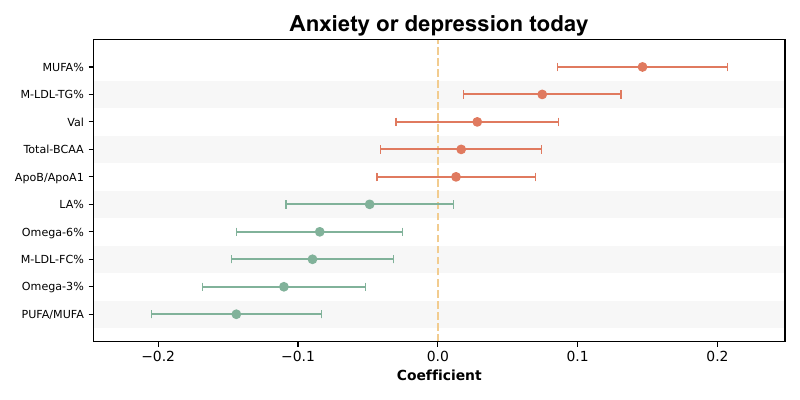 Anxiety or depression today
MUFA%
M-LDL-TG%
Val
Total-BCAA
ApoB/ApoA1
LA%
Omega-6%
M-LDL-FC%
Omega-3%
PUFA/MUFA
−0.2 −0.1 0.0 0.1 0.2
Coefficient